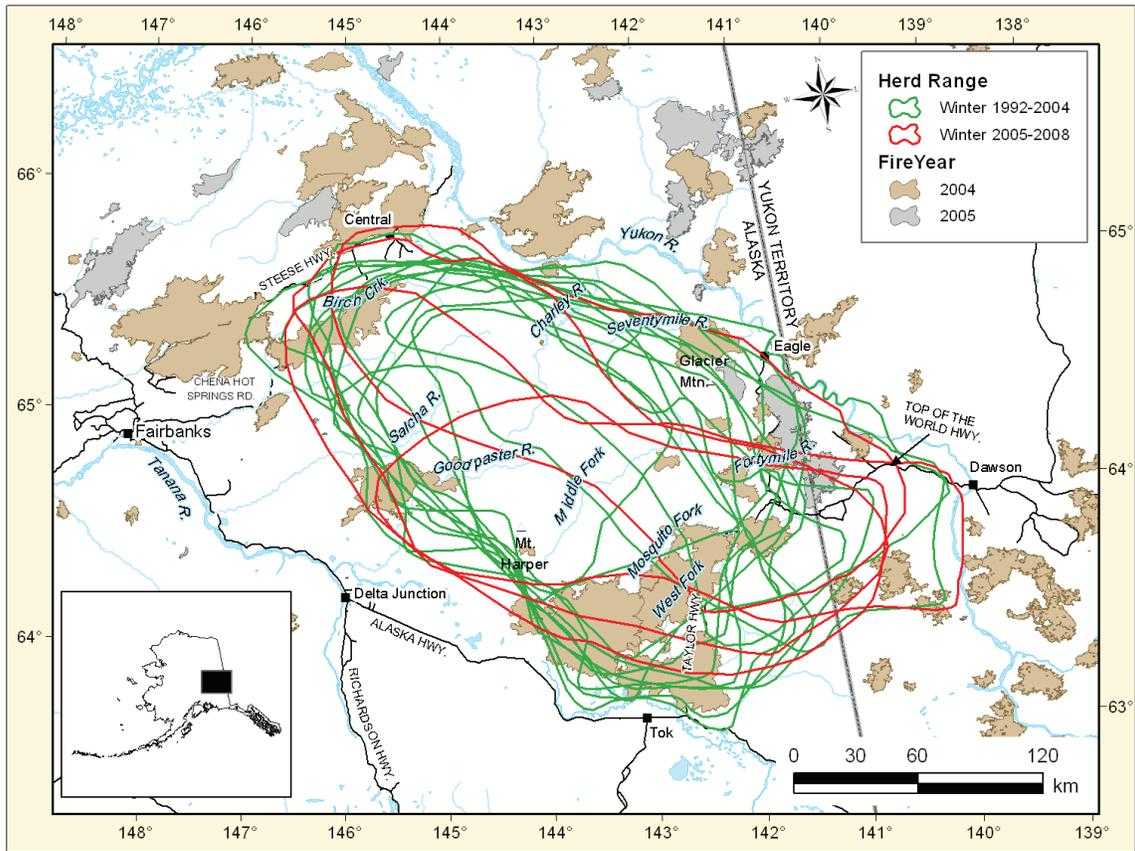 148° 147° 146° 145° 144° 143° 142° 141° 140° 139° 138°
N
W
E
S
Herd Range
Winter 1992-2004
Winter 2005-2008
FireYear
2004
2005
66°
65°
64°
65°
64°
63°
YUKON TERRITORY
ALASKA
Central
Yukon R.
STEESE HWY.
Birch Crk.
Charley R.
Seventymile R.
Eagle
Glacier
Mtn.
CHENA HOT
SPRINGS RD.
Salcha R.
TOP OF THE
WORLD HWY.
Fairbanks
Goodpaster R.
Fortymile R.
Dawson
Tanana R.
Middle Fork
Mosquito Fork
Mt.
Harper
West Fork
TAYLOR HWY.
Delta Junction
ALASKA HWY.
RICHARDSON HWY.
Tok
0 30 60 120
km
148° 147° 146° 145° 144° 143° 142° 141° 140° 139°